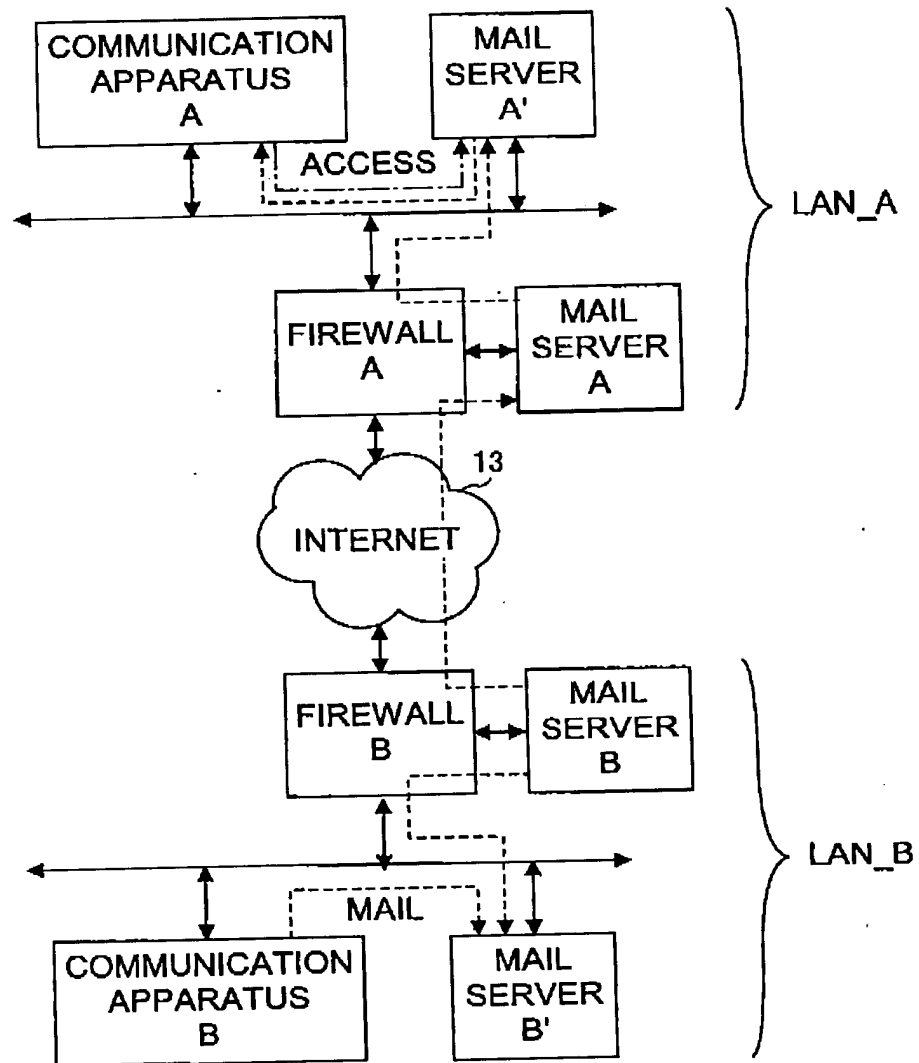 COMMUNICATION
APPARATUS
A
MAIL
SERVER
A'
ACCESS
LAN_A
FIREWALL
A
MAIL
SERVER
A
13
INTERNET
FIREWALL
B
MAIL
SERVER
B
LAN_B
MAIL
COMMUNICATION
APPARATUS
B
MAIL
SERVER
B'